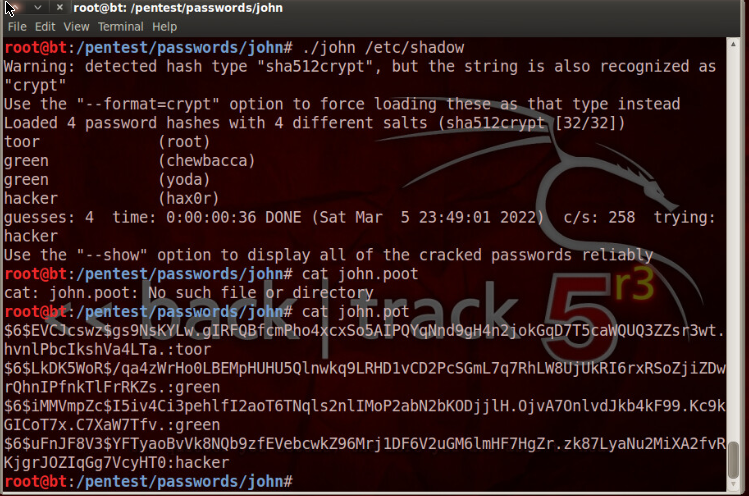 root@bt: /pentest/passwords/john
File Edit View Terminal Help
root@bt:/pentest/passwords/john# ./john /etc/shadow
Warning: detected hash type "sha512crypt", but the string is also recognized as
"crypt"
Use the "--format=crypt" option to force loading these as that type instead
Loaded 4 password hashes with 4 different salts (sha512crypt [32/32])
toor             (root)
green            (chewbacca)
green            (yoda)
hacker           (hax0r)
guesses: 4  time: 0:00:00:36 DONE (Sat Mar  5 23:49:01 2022)  c/s: 258  trying:
hacker
Use the "--show" option to display all of the cracked passwords reliably
root@bt:/pentest/passwords/john# cat john.poot
cat: john.poot: No such file or directory
root@bt:/pentest/passwords/john# cat john.pot
$6$EVCJcswz$gs9NsKYLv.gIRFQBfcmPho4xcxSo5AIPQYqNnd9gH4n2jokGqD7T5caWQUQ3ZZsr3wt.
hvnlPbcIkshVa4LTa.:toor
$6$LkDK5WoR$/qa4zWrHo0LBEMpHUHU5Qlnwkq9LRHD1vCD2PcSGmL7q7RhLW8UjUkRI6rxRSoZjiZDw
rQhnIPfnkTlFrRKZs.:green
$6$iMMVmpZc$I5iv4Ci3pehlfI2aoT6TNqls2nlIMoP2abN2bKODjjlH.OjvA7OnlvdJkb4kF99.Kc9k
GICoT7x.C7XaW7Tfv.:green
$6$uFnJF8V3$YFTyaoBvVk8NQb9zfEVebcwkZ96Mrj1DF6V2uGM6lmHF7HgZr.zk87LyaNu2MiXA2fvR
KjgrJOZIqGg7VcyHT0:hacker
root@bt:/pentest/passwords/john#
<< back | track 5 r3